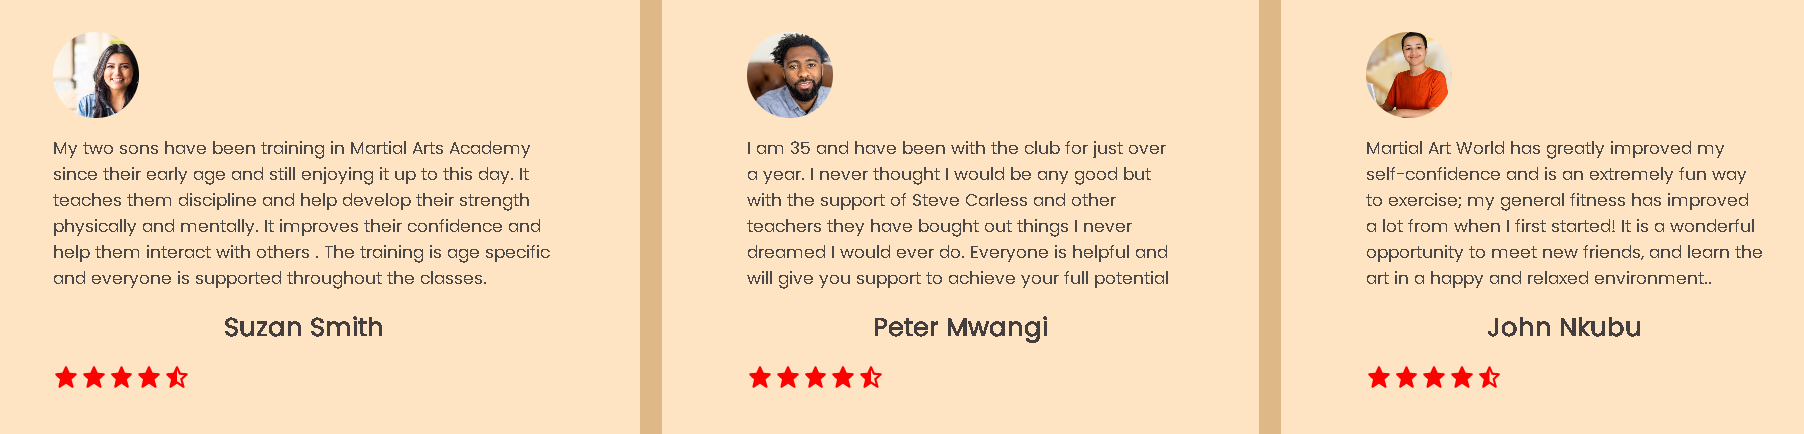 My two sons have been training in Martial Arts Academy
since their early age and still enjoying it up to this day. It
teaches them discipline and help develop their strength
physically and mentally. It improves their confidence and
help them interact with others . The training is age specific
and everyone is supported throughout the classes.
Suzan Smith
I am 35 and have been with the club for just over
a year. I never thought I would be any good but
with the support of Steve Carless and other
teachers they have bought out things I never
dreamed I would ever do. Everyone is helpful and
will give you support to achieve your full potential
Peter Mwangi
Martial Art World has greatly improved my
self-confidence and is an extremely fun way
to exercise; my general fitness has improved
a lot from when I first started! It is a wonderful
opportunity to meet new friends, and learn the
art in a happy and relaxed environment..
John Nkubu